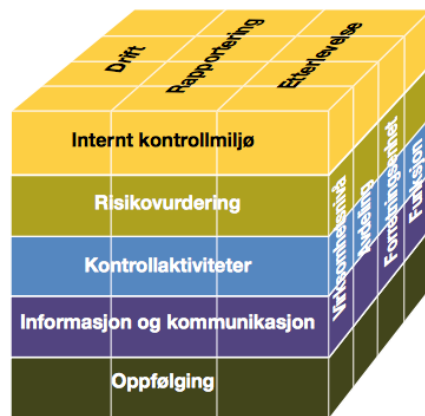 Drift
Rapportering
Etterlevelse
Internt kontrollmiljø
Risikovurdering
Kontrollaktiviteter
Informasjon og kommunikasjon
Oppfølging
Virksomhetsnivå
Avdeling
Forretningsenhet
Funksjon